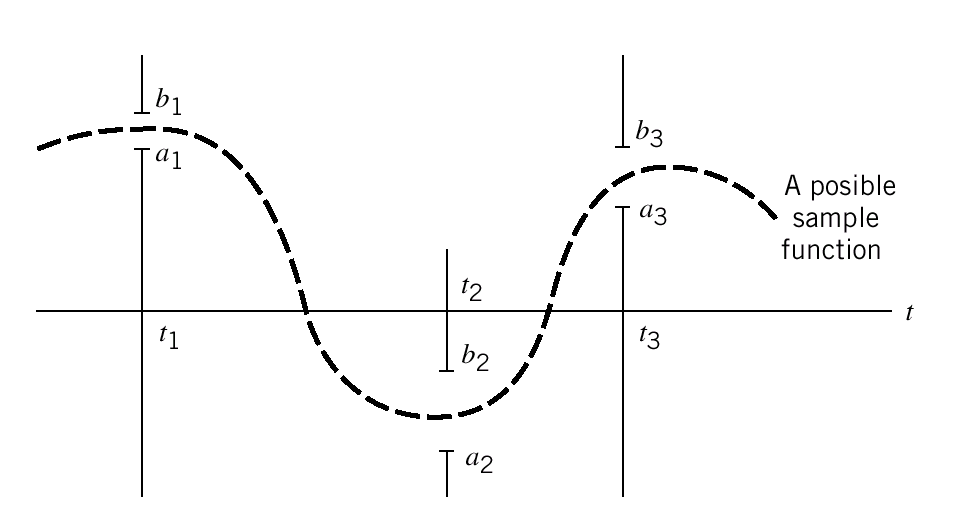 b1
a1
b3
a3
A posible
sample
function
t2
t
t1
t3
b2
a2